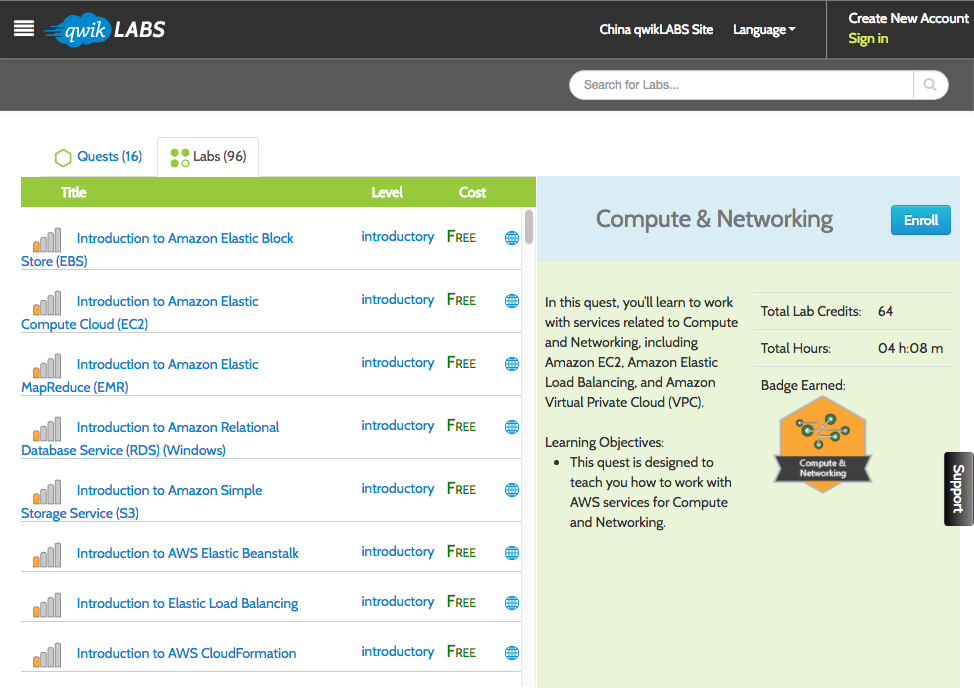 qwik LABS
China qwikLABS Site
Language
Create New Account
Sign in
Search for Labs...
Quests (16)
Labs (96)
Title Level Cost
Introduction to Amazon Elastic Block introductory FREE
Store (EBS)
Introduction to Amazon Elastic introductory FREE
Compute Cloud (EC2)
Introduction to Amazon Elastic introductory FREE
MapReduce (EMR)
Introduction to Amazon Relational introductory FREE
Database Service (RDS) (Windows)
Introduction to Amazon Simple introductory FREE
Storage Service (S3)
Introduction to AWS Elastic Beanstalk introductory FREE
Introduction to Elastic Load Balancing introductory FREE
Introduction to AWS CloudFormation introductory FREE
Compute & Networking
Enroll
In this quest, you'll learn to work
with services related to Compute
and Networking, including
Amazon EC2, Amazon Elastic
Load Balancing, and Amazon
Virtual Private Cloud (VPC).
Learning Objectives:
• This quest is designed to
teach you how to work with
AWS services for Compute
and Networking.
Total Lab Credits: 64
Total Hours: 04 h:08 m
Badge Earned:
Compute &
Networking
Support